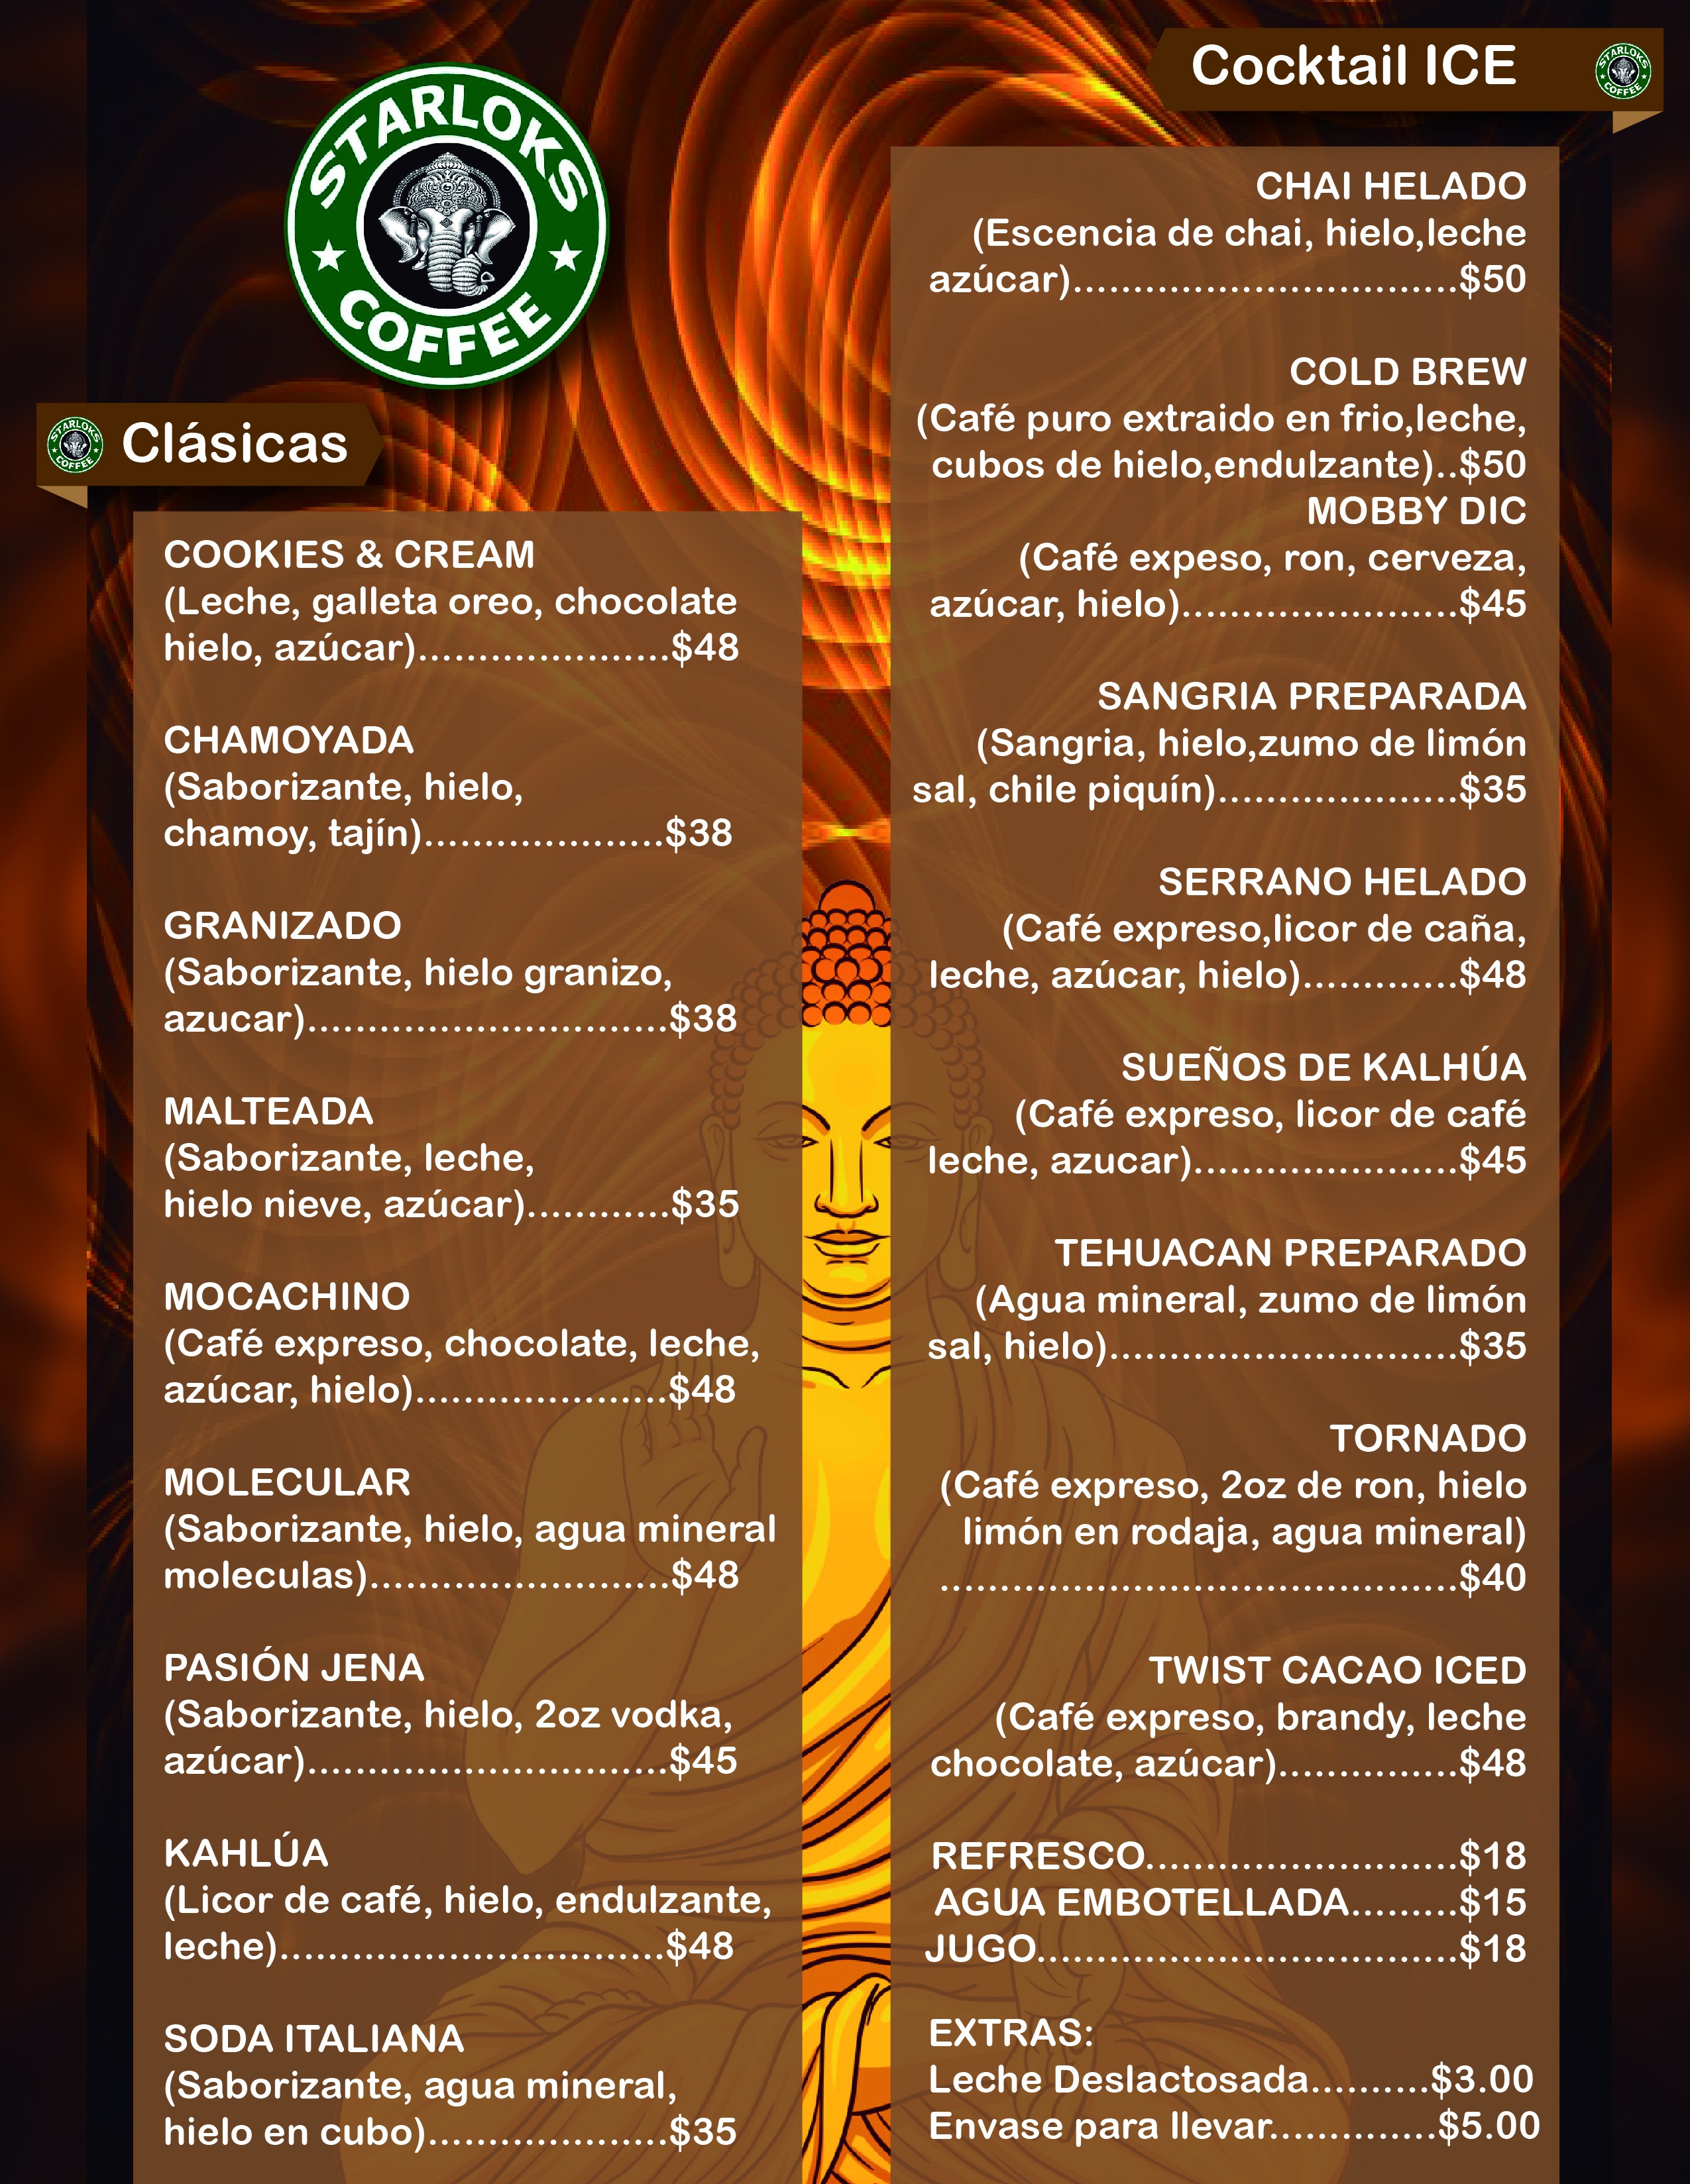 STARLOKS
COFFEE
STARLOKS
COFFEE
Clásicas
COOKIES & CREAM
(Leche, galleta oreo, chocolate
hielo, azúcar).....................$48
CHAMOYADA
(Saborizante, hielo,
chamoy, tajín)....................$38
GRANIZADO
(Saborizante, hielo granizo,
azucar)..............................$38
MALTEADA
(Saborizante, leche,
hielo nieve, azúcar)............$35
MOCACHINO
(Café expreso, chocolate, leche,
azúcar, hielo).....................$48
MOLECULAR
(Saborizante, hielo, agua mineral
moleculas).........................$48
PASIÓN JENA
(Saborizante, hielo, 2oz vodka,
azúcar)..............................$45
KAHLÚA
(Licor de café, hielo, endulzante,
leche)................................$48
SODA ITALIANA
(Saborizante, agua mineral,
hielo en cubo)....................$35
Cocktail ICE
STARLOKS
COFFEE
CHAI HELADO
(Escencia de chai, hielo,leche
azúcar)................................$50
COLD BREW
(Café puro extraido en frio,leche,
cubos de hielo,endulzante)..$50
MOBBY DIC
(Café expeso, ron, cerveza,
azúcar, hielo).......................$45
SANGRIA PREPARADA
(Sangria, hielo,zumo de limón
sal, chile piquín)....................$35
SERRANO HELADO
(Café expreso,licor de caña,
leche, azúcar, hielo).............$48
SUEÑOS DE KALHÚA
(Café expreso, licor de café
leche, azucar)......................$45
TEHUACAN PREPARADO
(Agua mineral, zumo de limón
sal, hielo).............................$35
TORNADO
(Café expreso, 2oz de ron, hielo
limón en rodaja, agua mineral)
...........................................$40
TWIST CACAO ICED
(Café expreso, brandy, leche
chocolate, azúcar)...............$48
REFRESCO..........................$18
AGUA EMBOTELLADA.........$15
JUGO...................................$18
EXTRAS:
Leche Deslactosada..........$3.00
Envase para llevar..............$5.00